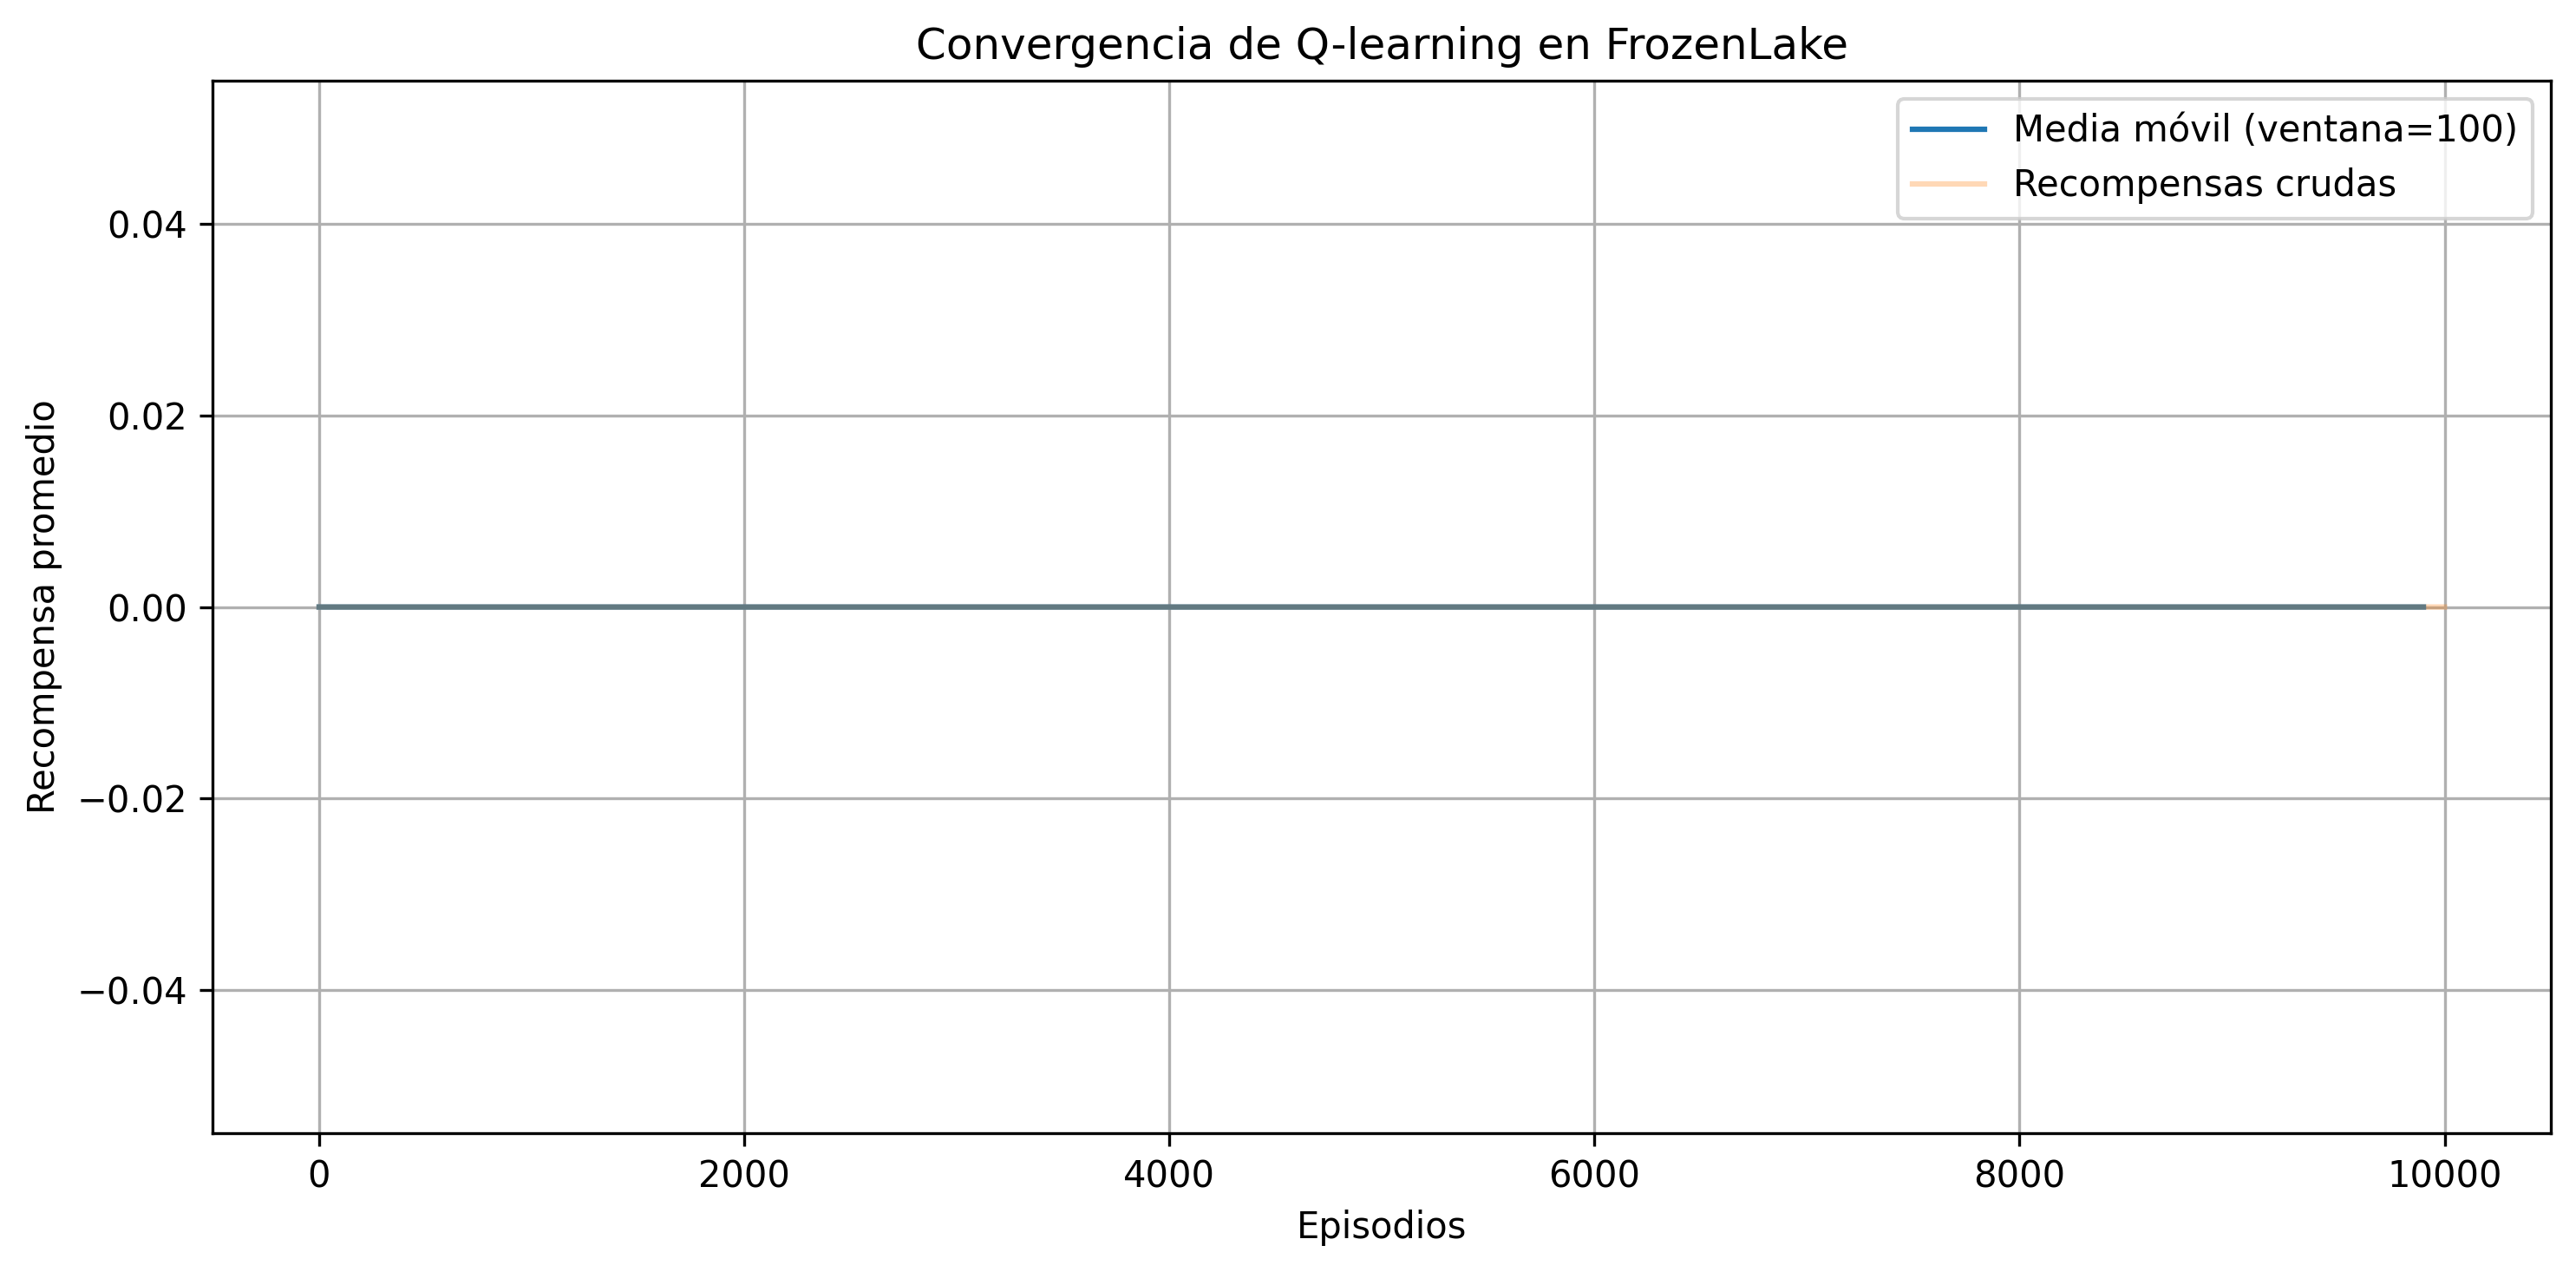 Convergencia de Q-learning en FrozenLake
Media móvil (ventana=100)
Recompensas crudas
Recompensa promedio
0.04
0.02
0.00
−0.02
−0.04
0 2000 4000 6000 8000 10000
Episodios